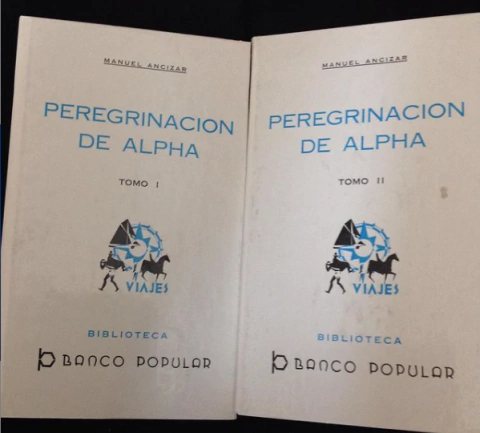 MANUEL ANCIZAR
PEREGRINACION
DE ALPHA
TOMO I
VIAJES
BIBLIOTECA
BANCO POPULAR
MANUEL ANCIZAR
PEREGRINACION
DE ALPHA
TOMO II
VIAJES
BIBLIOTECA
BANCO POPULAR